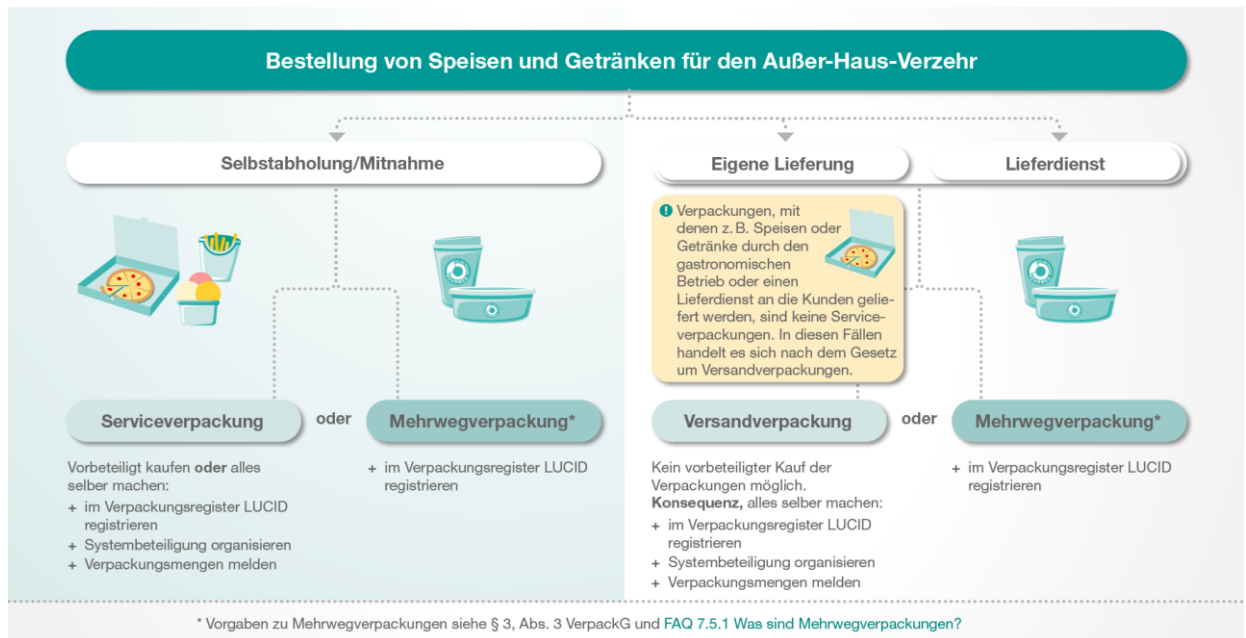 Bestellung von Speisen und Getränken für den Außer-Haus-Verzehr
Selbstabholung/Mitnahme
Eigene Lieferung
Lieferdienst
Verpackungen, mit
denen z. B. Speisen oder
Getränke durch den
gastronomischen
Betrieb oder einen
Lieferdienst an die Kunden gelie-
fert werden, sind keine Service-
verpackungen. In diesen Fällen
handelt es sich nach dem Gesetz
um Versandverpackungen.
Serviceverpackung
oder
Mehrwegverpackung*
Vorbeteiligt kaufen oder alles
selber machen:
+ im Verpackungsregister LUCID
registrieren
+ Systembeteiligung organisieren
+ Verpackungsmengen melden
+ im Verpackungsregister LUCID
registrieren
Versandverpackung
oder
Mehrwegverpackung*
Kein vorbeteiligter Kauf der
Verpackungen möglich.
Konsequenz, alles selber machen:
+ im Verpackungsregister LUCID
registrieren
+ Systembeteiligung organisieren
+ Verpackungsmengen melden
+ im Verpackungsregister LUCID
registrieren
* Vorgaben zu Mehrwegverpackungen siehe § 3, Abs. 3 VerpackG und FAQ 7.5.1 Was sind Mehrwegverpackungen?